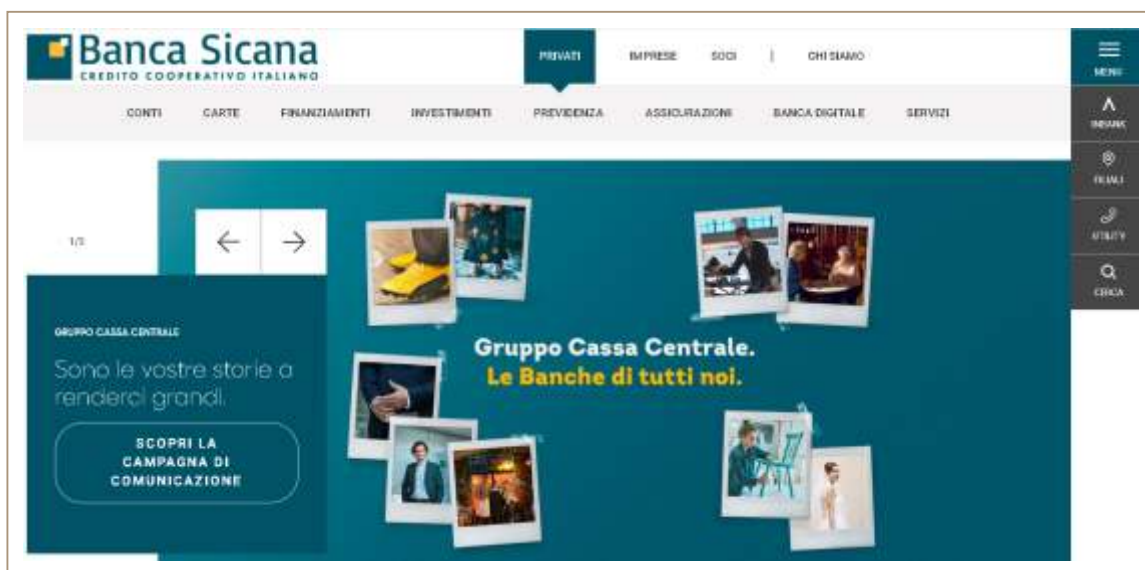 Banca Sicana
CREDITO COOPERATIVO ITALIANO
PRIVATI IMPRESE SOCI | CHI SIAMO
MENU
CONTI CARTE FINANZIAMENTI INVESTIMENTI PREVIDENZA ASSICURAZIONI BANCA DIGITALE SERVIZI
INBANK
FILIALI
UTILITY
CERCA
GRUPPO CASSA CENTRALE
Sono le vostre storie a
renderci grandi.
SCOPRI LA
CAMPAGNA DI
COMUNICAZIONE
Gruppo Cassa Centrale.
Le Banche di tutti noi.